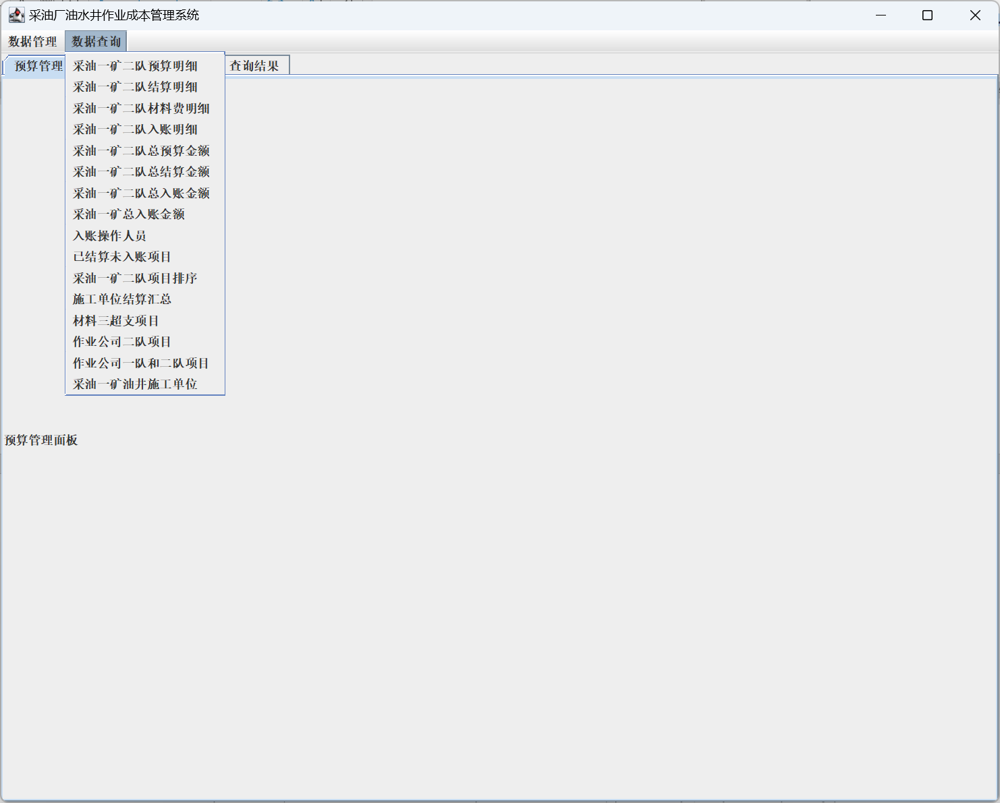 采油厂油水井作业成本管理系统
数据管理 数据查询
预算管理 查询结果
采油一矿二队预算明细
采油一矿二队结算明细
采油一矿二队材料费明细
采油一矿二队入账明细
采油一矿二队总预算金额
采油一矿二队总结算金额
采油一矿二队总入账金额
采油一矿总入账金额
入账操作人员
已结算未入账项目
采油一矿二队项目排序
施工单位结算汇总
材料三超支项目
作业公司二队项目
作业公司一队和二队项目
采油一矿油井施工单位
预算管理面板